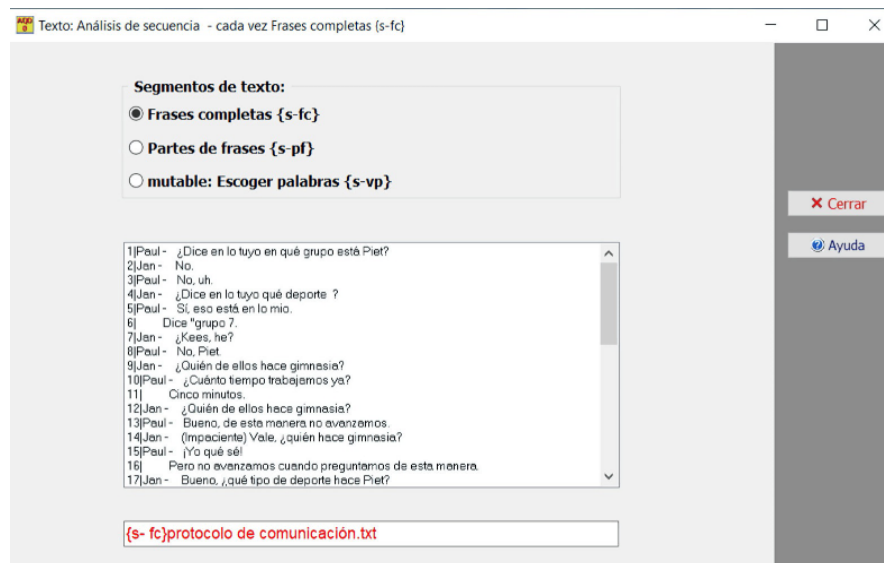 AQD
Texto: Análisis de secuencia - cada vez Frases completas (s-fc}
Segmentos de texto:
Frases completas {s-fc}
Partes de frases {s-pf}
mutable: Escoger palabras {s-vp}
Cerrar
Ayuda
1|Paul - ¿Dice en lo tuyo en qué grupo está Piet?
2|Jan - No.
3|Paul - No, uh.
4|Jan - ¿Dice en lo tuyo qué deporte ?
5|Paul - Sí, eso está en lo mio.
6| Dice "grupo 7.
7|Jan - ¿Kees, he?
8|Paul - No, Piet.
9|Jan - ¿Quién de ellos hace gimnasia?
10|Paul - ¿Cuánto tiempo trabajamos ya?
11| Cinco minutos.
12|Jan - ¿Quién de ellos hace gimnasia?
13|Paul - Bueno, de esta manera no avanzamos.
14|Jan - (Impaciente) Vale, ¿quién hace gimnasia?
15|Paul - ¡Yo qué sé!
16| Pero no avanzamos cuando preguntamos de esta manera.
17|Jan - Bueno, ¿qué tipo de deporte hace Piet?
{s- fc}protocolo de comunicación.txt